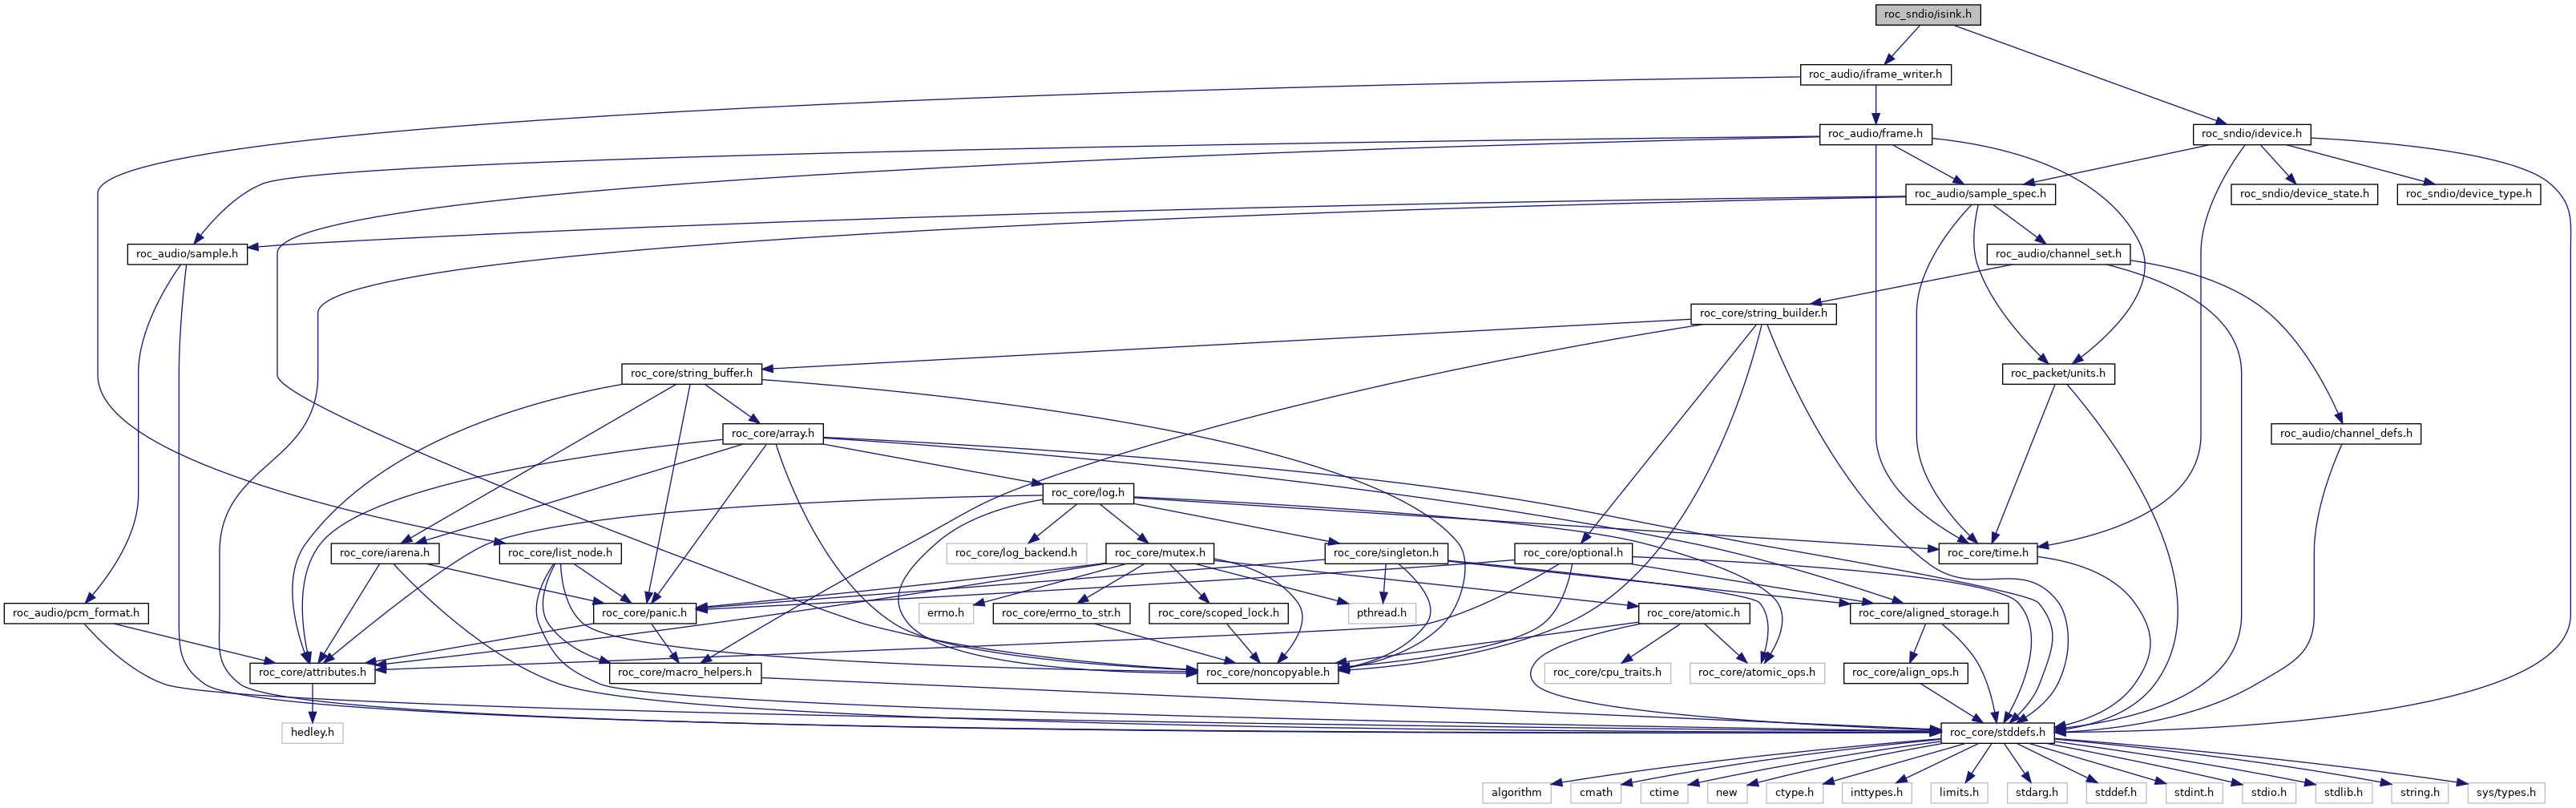 roc_sndio/isink.h
roc_audio/iframe_writer.h
roc_audio/frame.h
roc_sndio/idevice.h
roc_audio/sample_spec.h
roc_sndio/device_state.h
roc_sndio/device_type.h
roc_audio/sample.h
roc_audio/channel_set.h
roc_core/string_builder.h
roc_core/string_buffer.h
roc_packet/units.h
roc_core/array.h
roc_audio/channel_defs.h
roc_core/log.h
roc_core/iarena.h
roc_core/list_node.h
roc_core/log_backend.h
roc_core/mutex.h
roc_core/singleton.h
roc_core/optional.h
roc_core/time.h
roc_audio/pcm_format.h
roc_core/panic.h
errno.h
roc_core/errno_to_str.h
roc_core/scoped_lock.h
pthread.h
roc_core/atomic.h
roc_core/aligned_storage.h
roc_core/attributes.h
roc_core/macro_helpers.h
roc_core/noncopyable.h
roc_core/cpu_traits.h
roc_core/atomic_ops.h
roc_core/align_ops.h
hedley.h
roc_core/stddefs.h
algorithm
cmath
ctime
new
ctype.h
inttypes.h
limits.h
stdarg.h
stddef.h
stdint.h
stdio.h
stdlib.h
string.h
sys/types.h